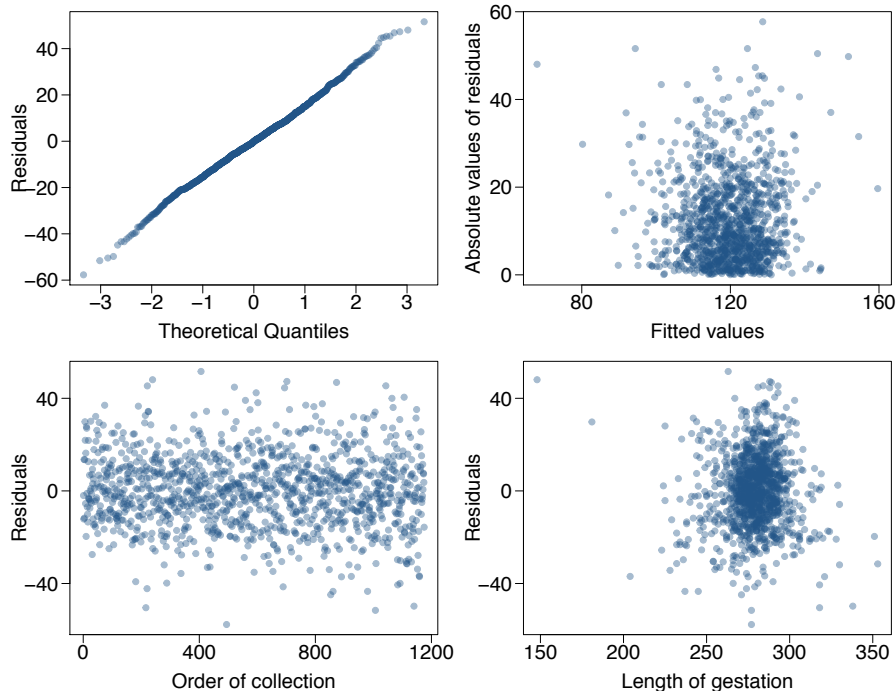 Residuals
40
20
0
−20
−40
−60
−3 −2 −1 0 1 2 3
Theoretical Quantiles
Absolute values of residuals
60
40
20
0
80 120 160
Fitted values
Residuals
40
0
−40
0 400 800 1200
Order of collection
Residuals
40
0
−40
150 200 250 300 350
Length of gestation